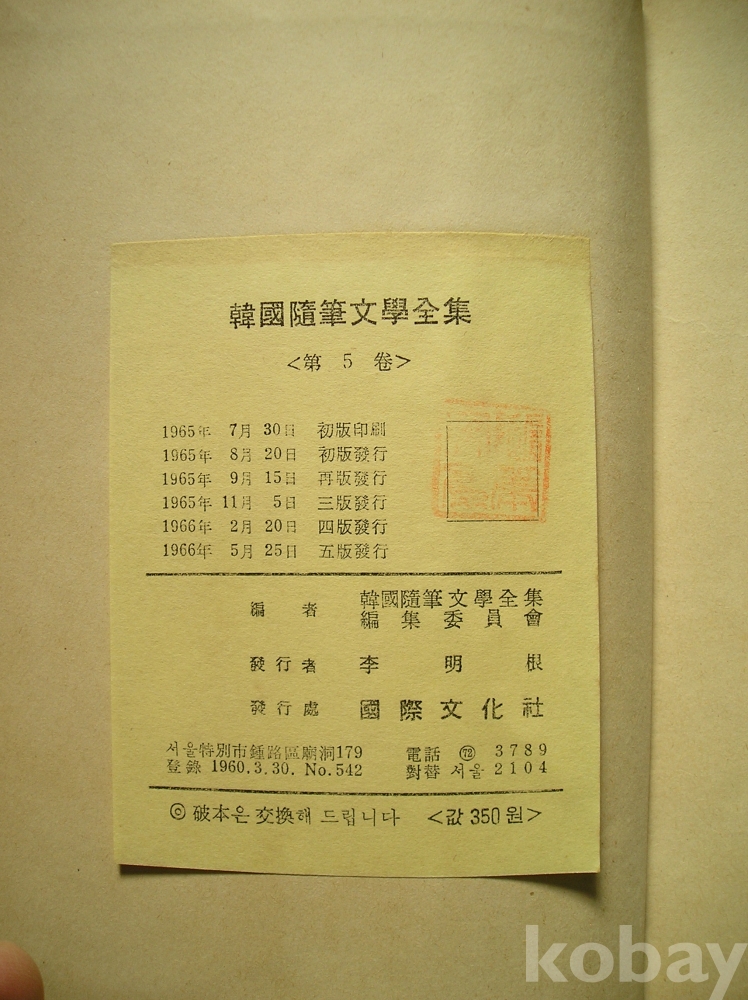 韓國隨筆文學全集
<第 5 卷>
1965年 7月 30日 初版印刷
1965年 8月 20日 初版發行
1965年 9月 15日 再版發行
1965年 11月 5日 三版發行
1966年 2月 20日 四版發行
1966年 5月 25日 五版發行
編者 韓國隨筆文學全集
編集委員會
發行者 李明根
發行處 國際文化社
서울特別市鍾路區廟洞179 電話 ㊆ 3789
登錄 1960.3.30. No.542 對替 서울 2104
◎ 破本은 交換해 드립니다 <값 350원>
kobay